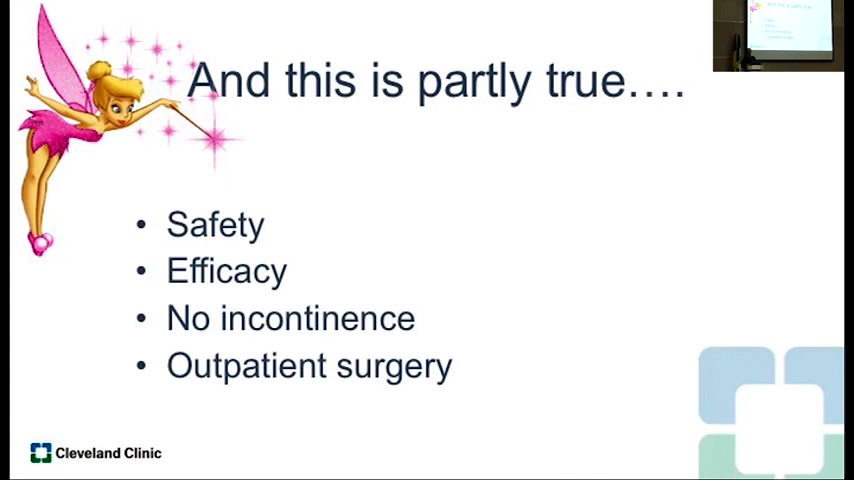 And this is partly true….
• Safety
• Efficacy
• No incontinence
• Outpatient surgery
Cleveland Clinic